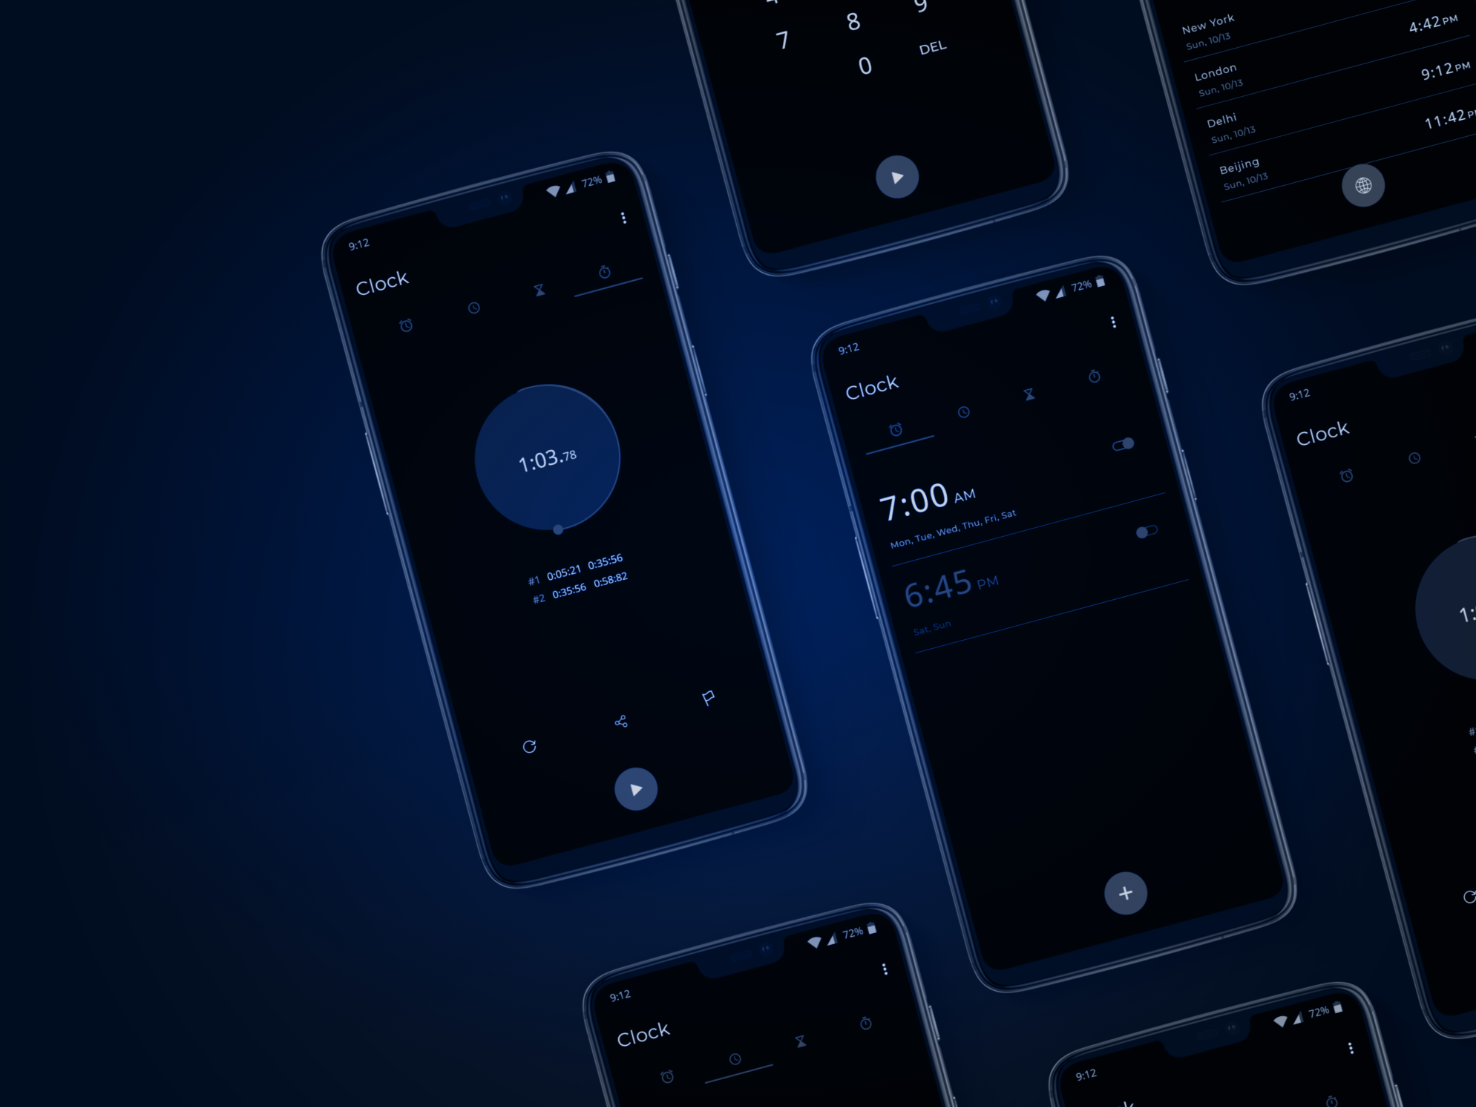 7 8 9
0 DEL
New York
Sun, 10/13
4:42 PM
London
Sun, 10/13
9:12 PM
Delhi
Sun, 10/13
11:42
Beijing
Sun, 10/13
9:12
72%
Clock
1:03.78
#1 0:05:21 0:35:56
#2 0:35:56 0:58:82
9:12
72%
Clock
7:00 AM
Mon, Tue, Wed, Thu, Fri, Sat
6:45 PM
Sat, Sun
9:12
Clock
9:12
72%
Clock
9:12
72%